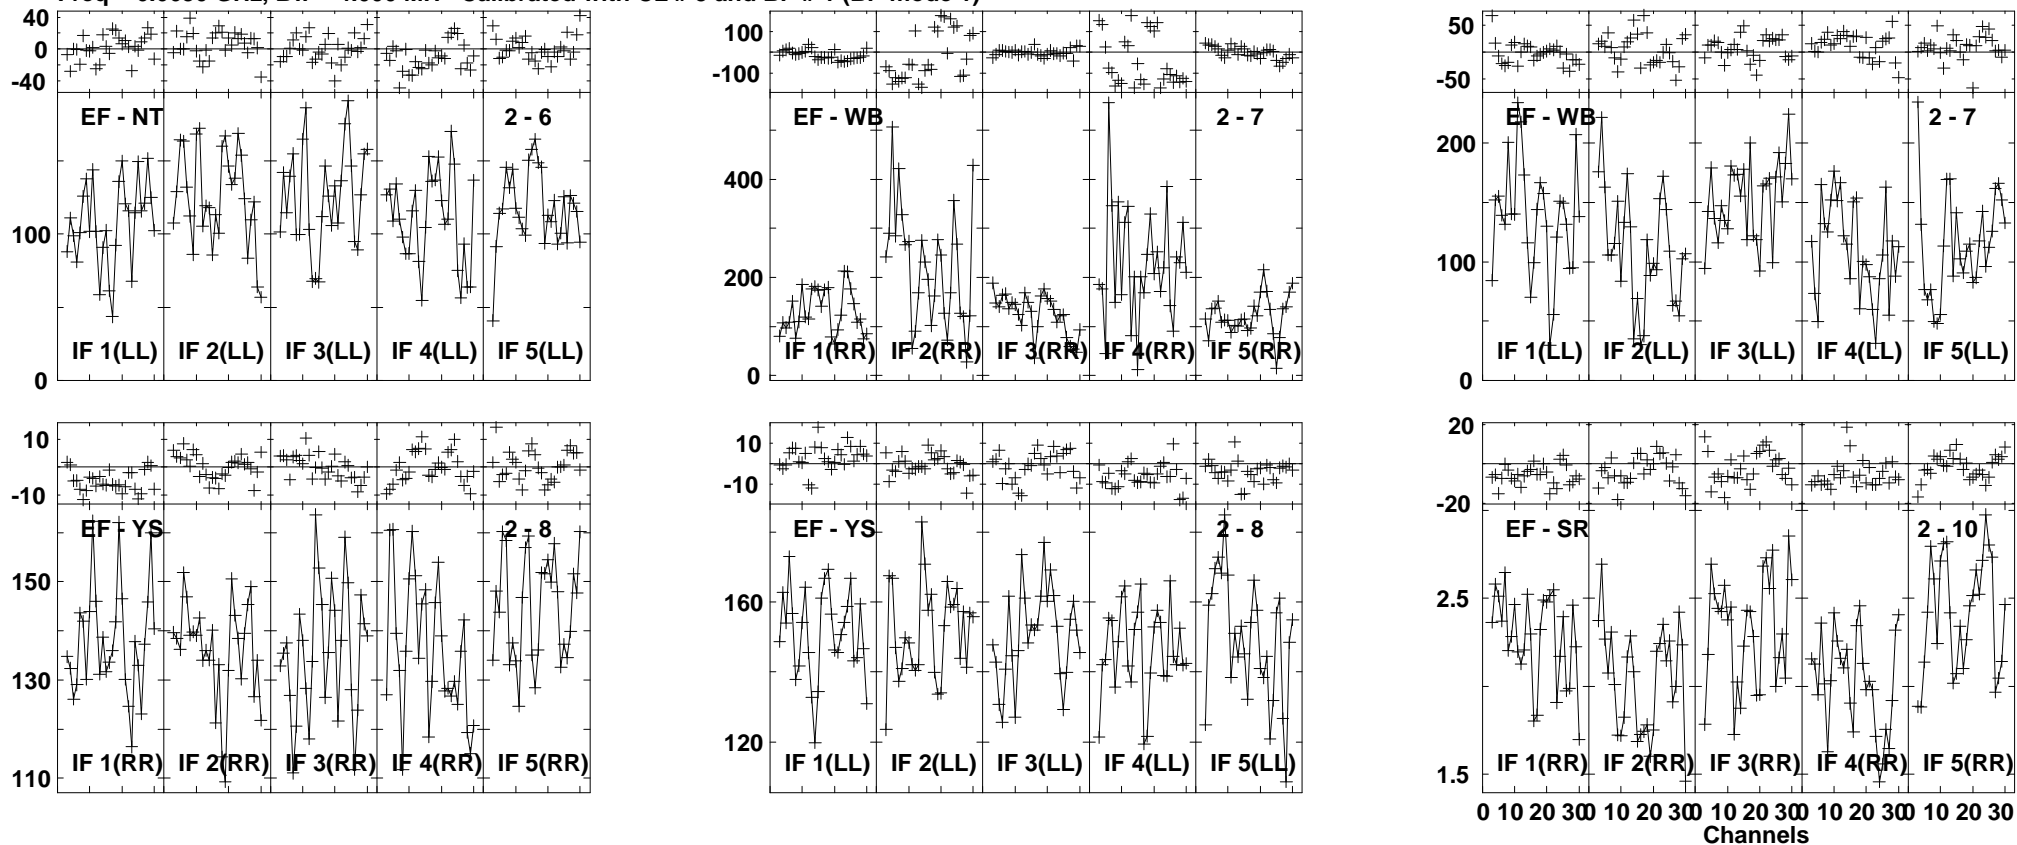 40
0
-40
EF - NT
2 - 6
100
0
IF 1(LL) IF 2(LL) IF 3(LL) IF 4(LL) IF 5(LL)
100
-100
EF - WB
2 - 7
400
200
0
IF 1(RR) IF 2(RR) IF 3(RR) IF 4(RR) IF 5(RR)
50
-50
EF - WB
2 - 7
200
100
0
IF 1(LL) IF 2(LL) IF 3(LL) IF 4(LL) IF 5(LL)
10
-10
EF - YS
2 - 8
150
130
110
IF 1(RR) IF 2(RR) IF 3(RR) IF 4(RR) IF 5(RR)
10
-10
EF - YS
2 - 8
160
120
IF 1(LL) IF 2(LL) IF 3(LL) IF 4(LL) IF 5(LL)
20
-20
EF - SR
2 - 10
2.5
1.5
IF 1(RR) IF 2(RR) IF 3(RR) IF 4(RR) IF 5(RR)
0 10 20 30 0 10 20 30 0 10 20 30 0 10 20 30 0 10 20 30
Channels